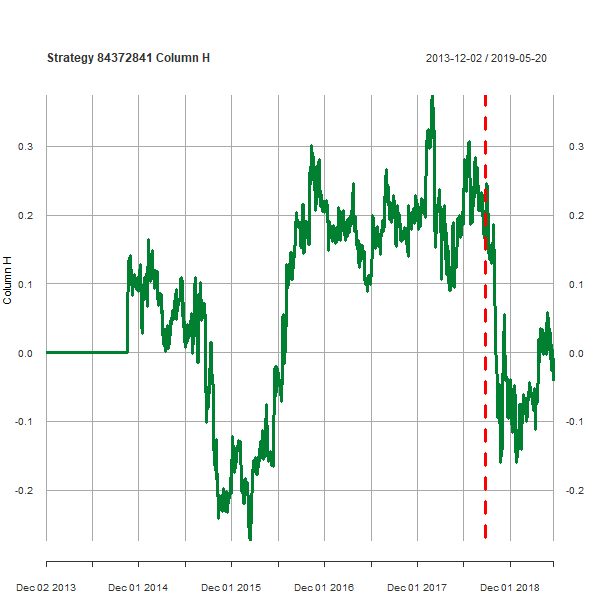 Strategy 84372841 Column H
2013-12-02 / 2019-05-20
0.3
0.3
0.2
0.2
0.1
0.1
0.0
0.0
-0.1
-0.1
-0.2
-0.2
Column H
Dec 02 2013
Dec 01 2014
Dec 01 2015
Dec 01 2016
Dec 01 2017
Dec 01 2018